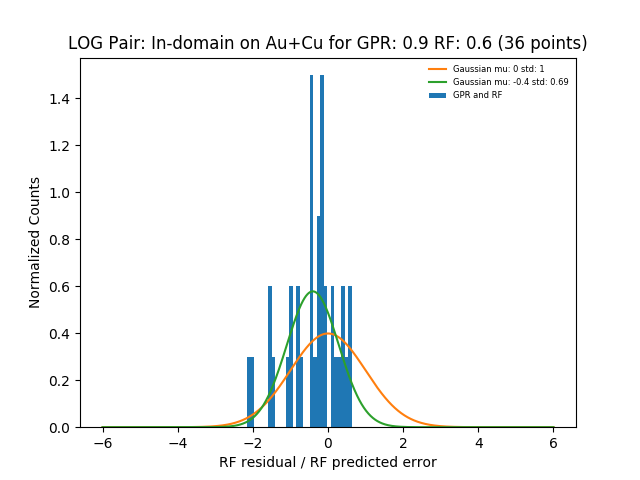 LOG Pair: In-domain on Au+Cu for GPR: 0.9 RF: 0.6 (36 points)
Gaussian mu: 0 std: 1
Gaussian mu: -0.4 std: 0.69
GPR and RF
Normalized Counts
1.4
1.2
1.0
0.8
0.6
0.4
0.2
0.0
−6 −4 −2 0 2 4 6
RF residual / RF predicted error